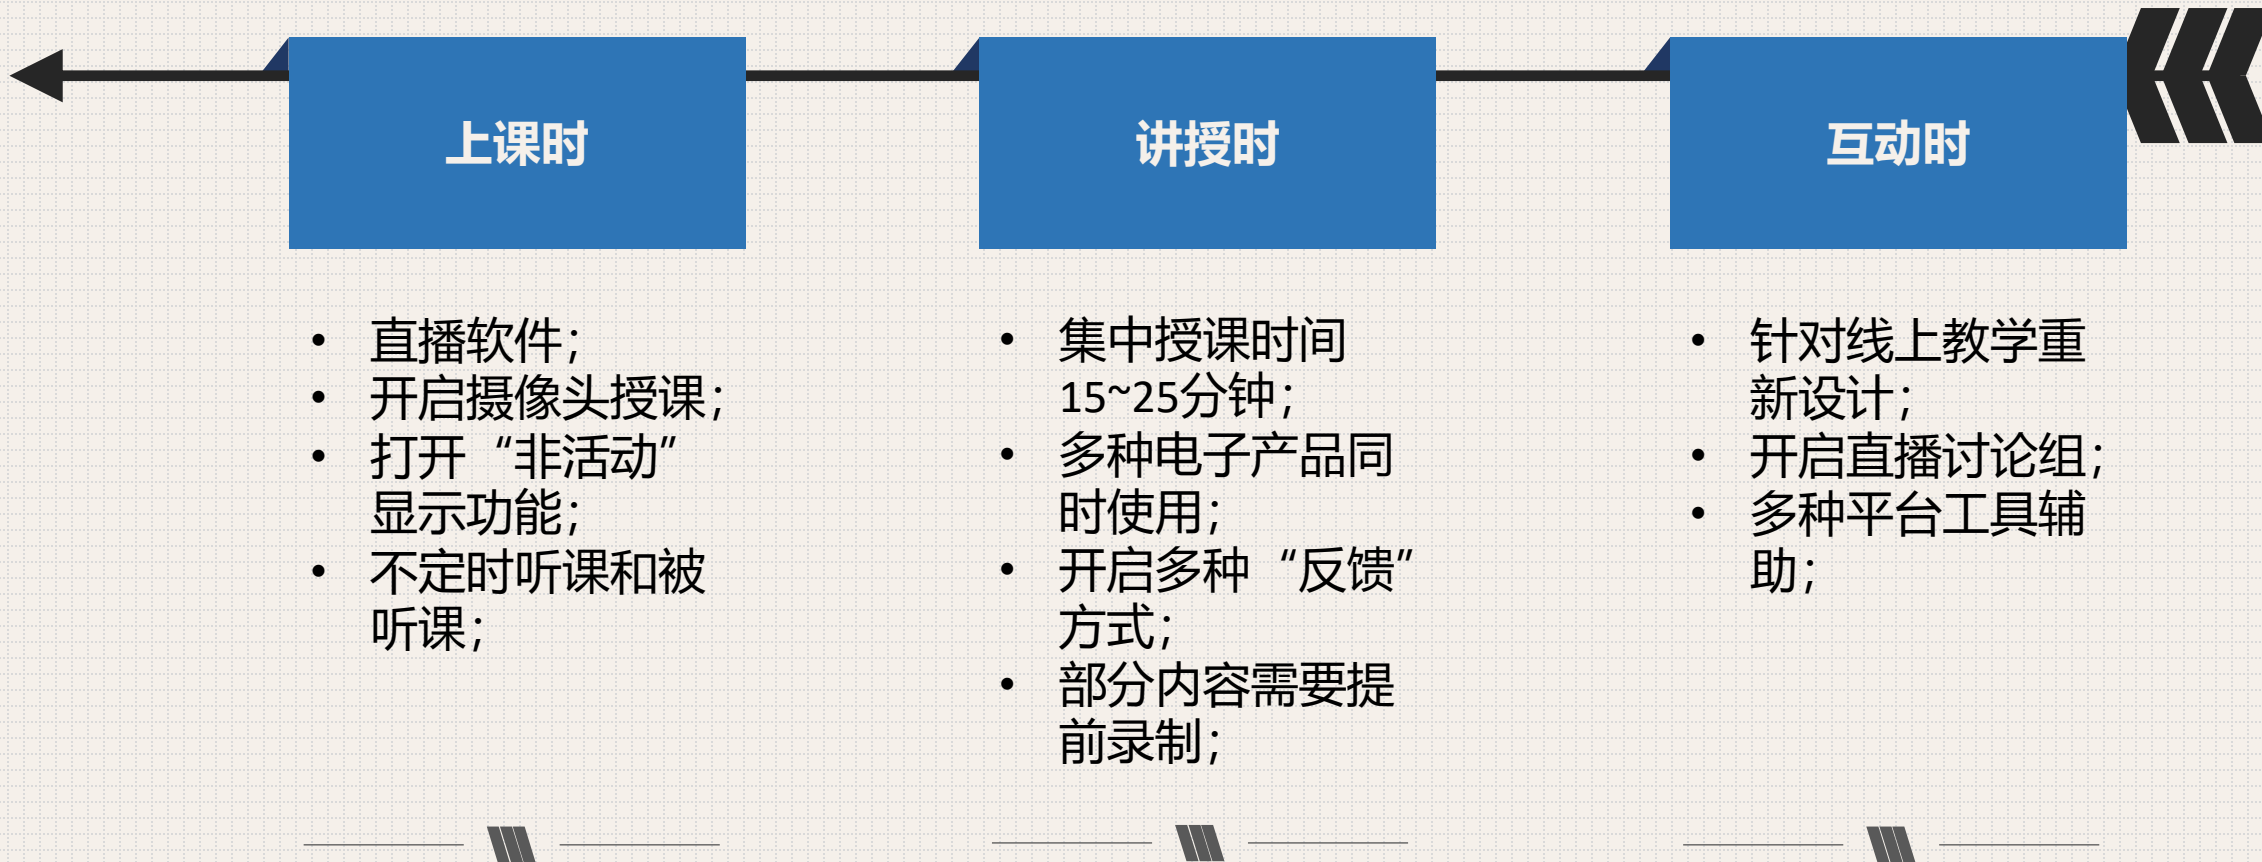 上课时
• 直播软件；
• 开启摄像头授课；
• 打开“非活动”
显示功能；
• 不定时听课和被
听课；
讲授时
• 集中授课时间
15~25分钟；
• 多种电子产品同
时使用；
• 开启多种“反馈”
方式；
• 部分内容需要提
前录制；
互动时
• 针对线上教学重
新设计；
• 开启直播讨论组；
• 多种平台工具辅
助；